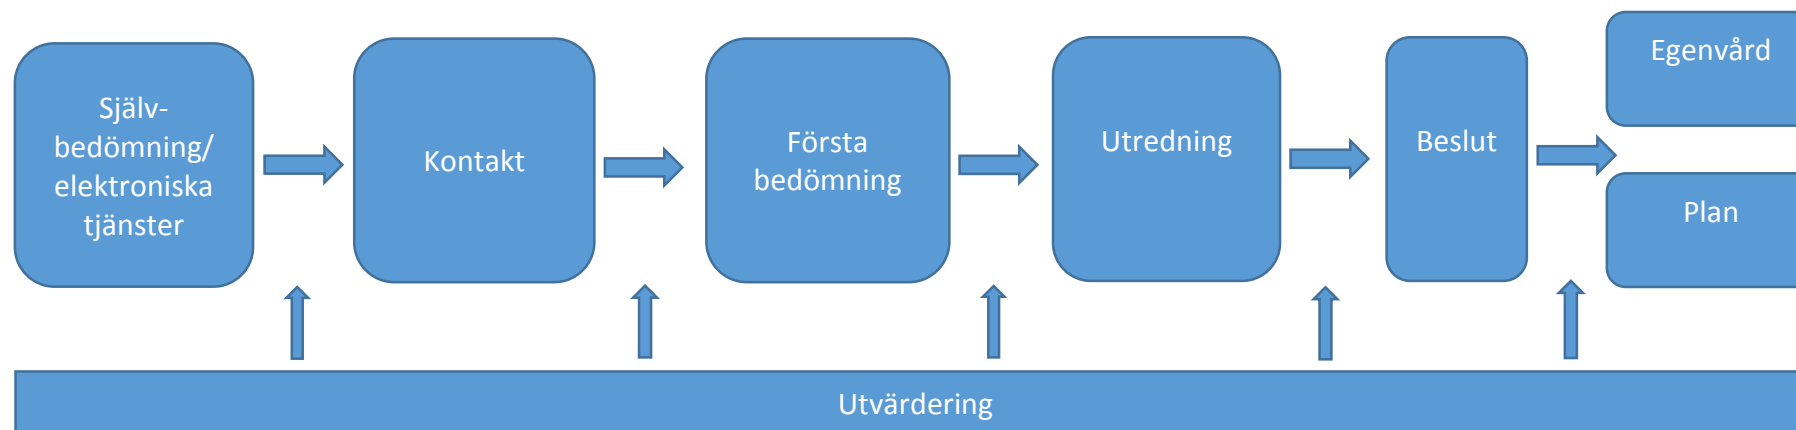 Själv-
bedömning/
elektroniska
tjänster
Kontakt
Första
bedömning
Utredning
Beslut
Egenvård
Plan
Utvärdering